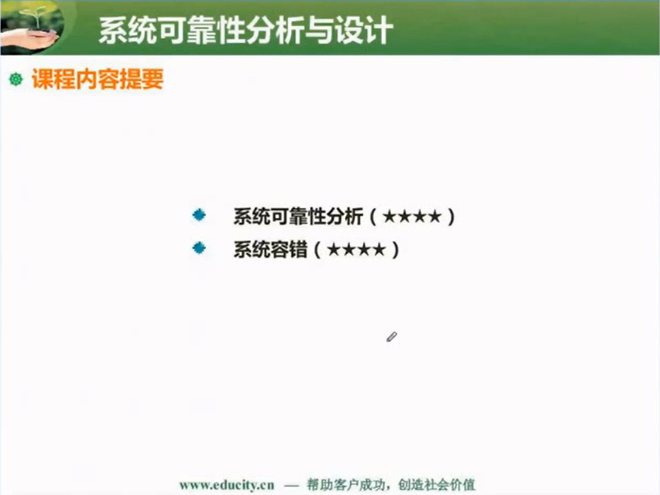 系统可靠性分析与设计
课程内容提要
系统可靠性分析（★★★★）
系统容错（★★★★）
www.educity.cn — 帮助客户成功，创造社会价值